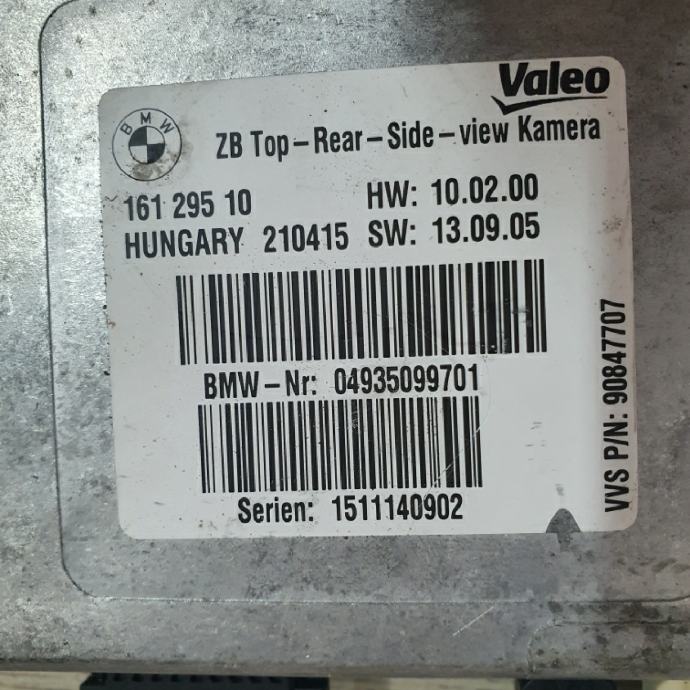 Valeo
BMW
ZB Top-Rear-Side-view Kamera
161 295 10 HW: 10.02.00
HUNGARY 210415 SW: 13.09.05
BMW-Nr: 04935099701
Serien: 1511140902
VVS P/N: 90847707